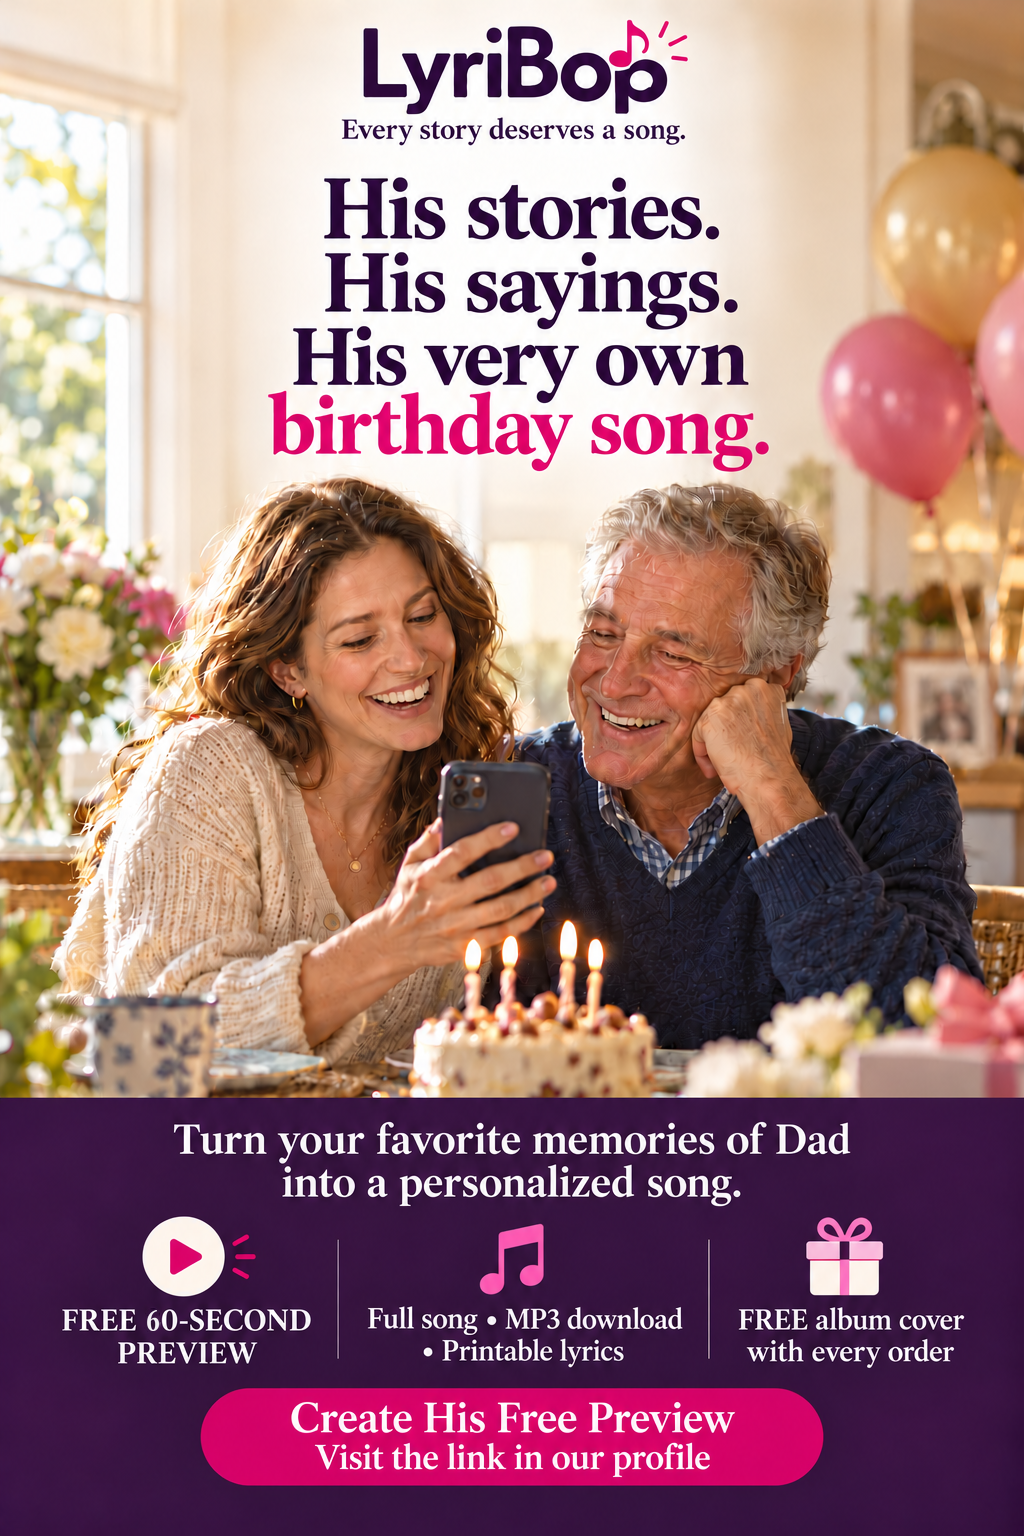 LyriBop
Every story deserves a song.
His stories.
His sayings.
His very own
birthday song.
Turn your favorite memories of Dad
into a personalized song.
FREE 60-SECOND
PREVIEW
Full song • MP3 download
• Printable lyrics
FREE album cover
with every order
Create His Free Preview
Visit the link in our profile